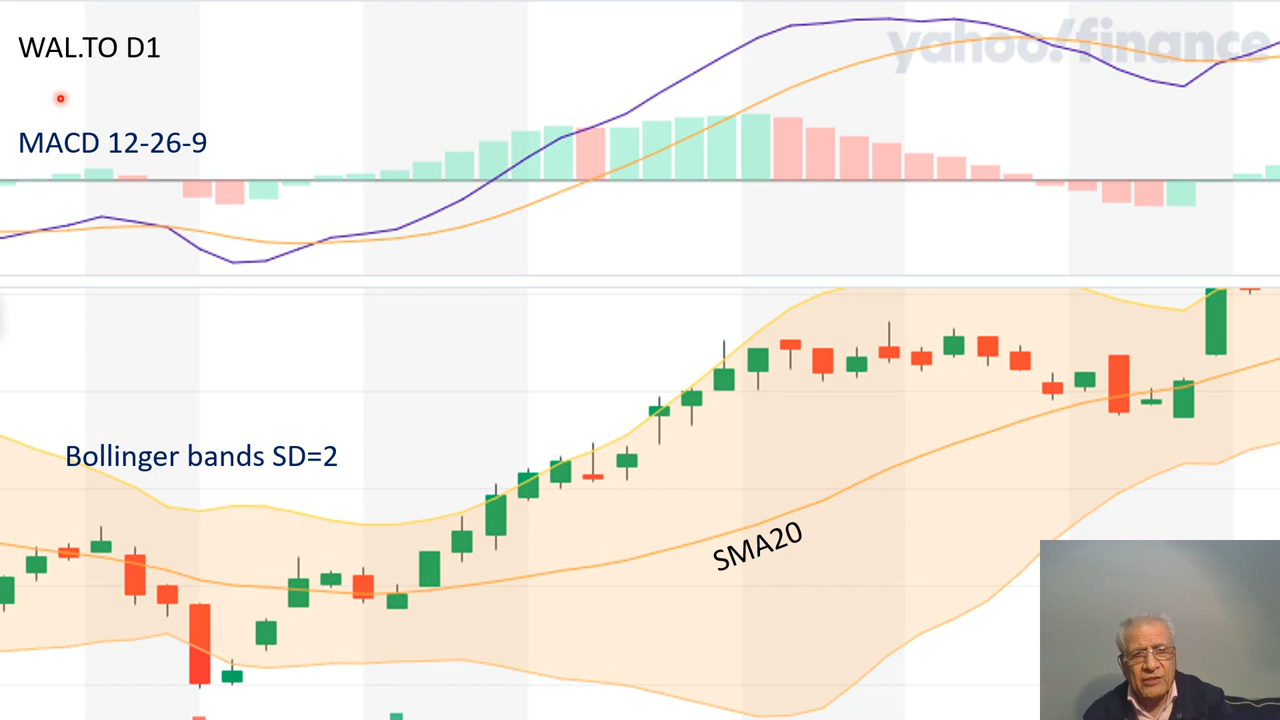 WAL.TO D1
yahoo!finance
MACD 12-26-9
Bollinger bands SD=2
SMA20